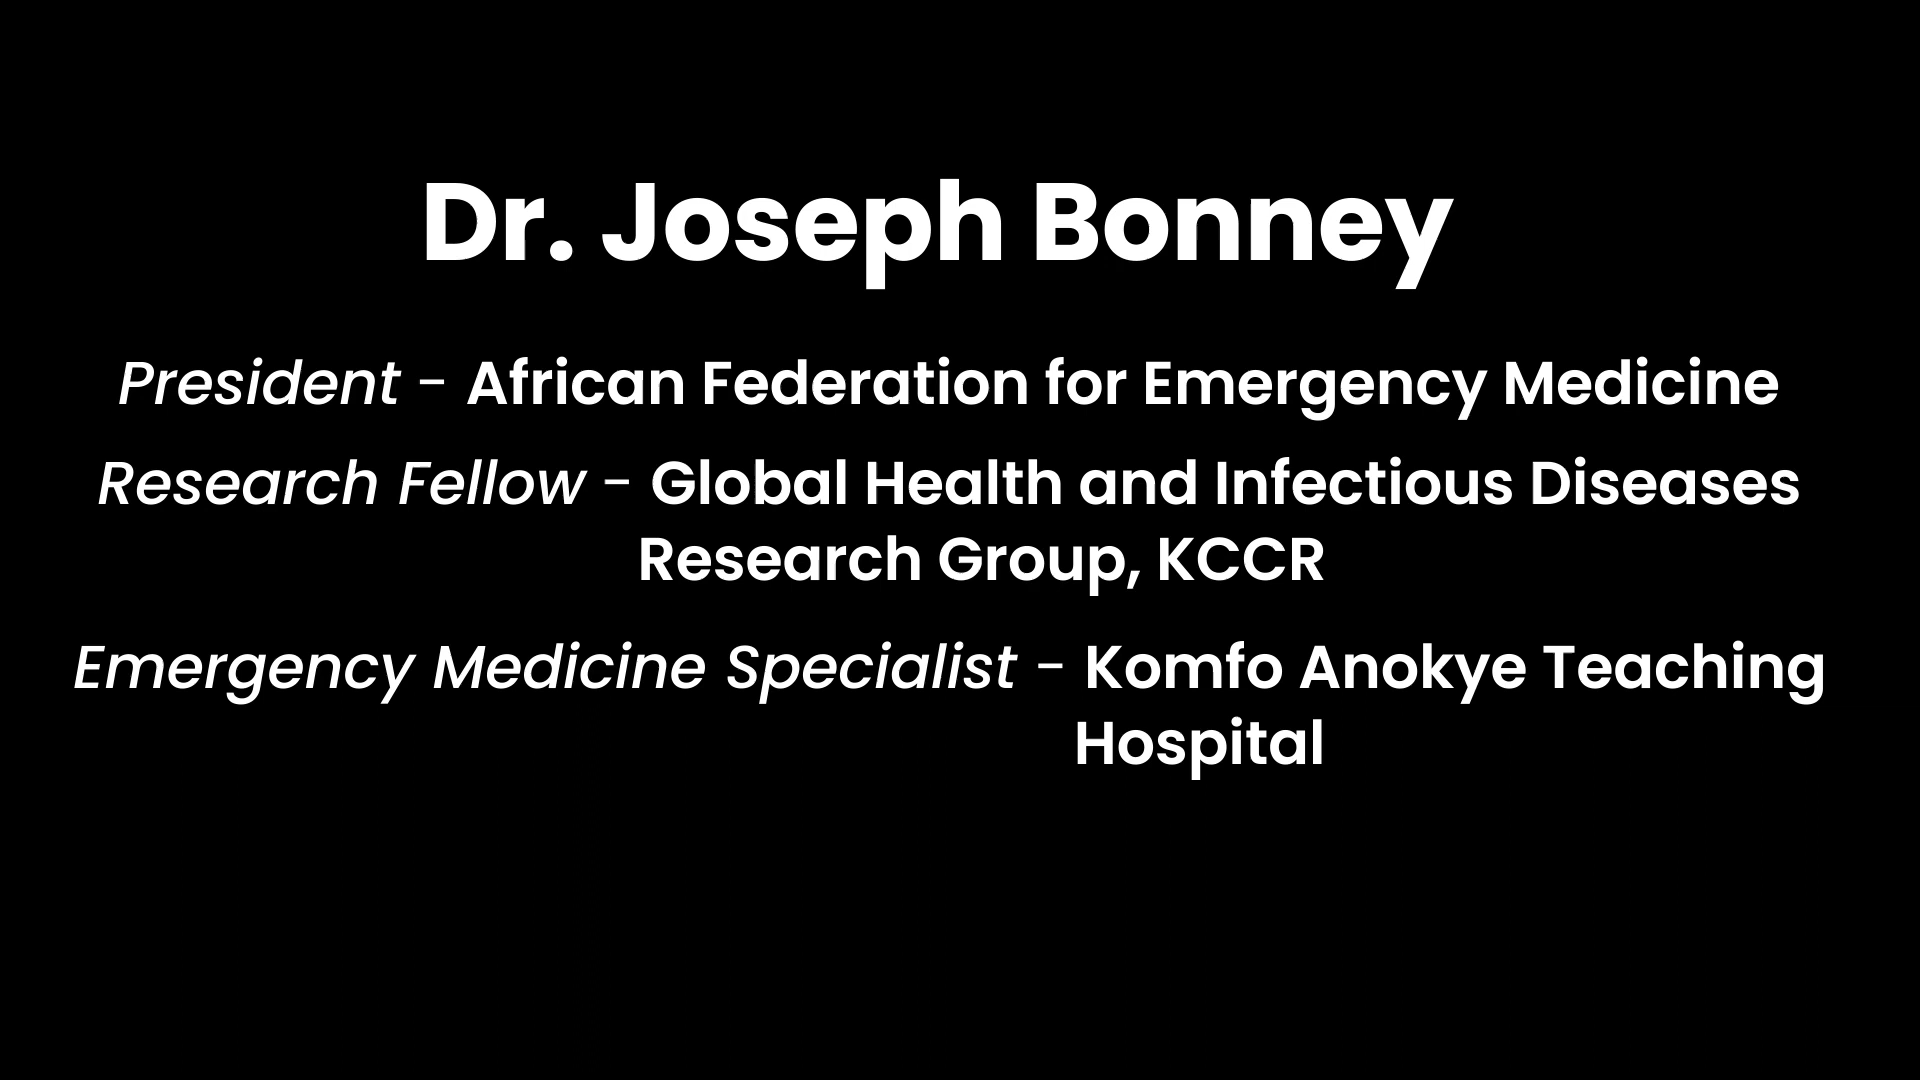 Dr. Joseph Bonney
President - African Federation for Emergency Medicine
Research Fellow - Global Health and Infectious Diseases
Research Group, KCCR
Emergency Medicine Specialist - Komfo Anokye Teaching
Hospital